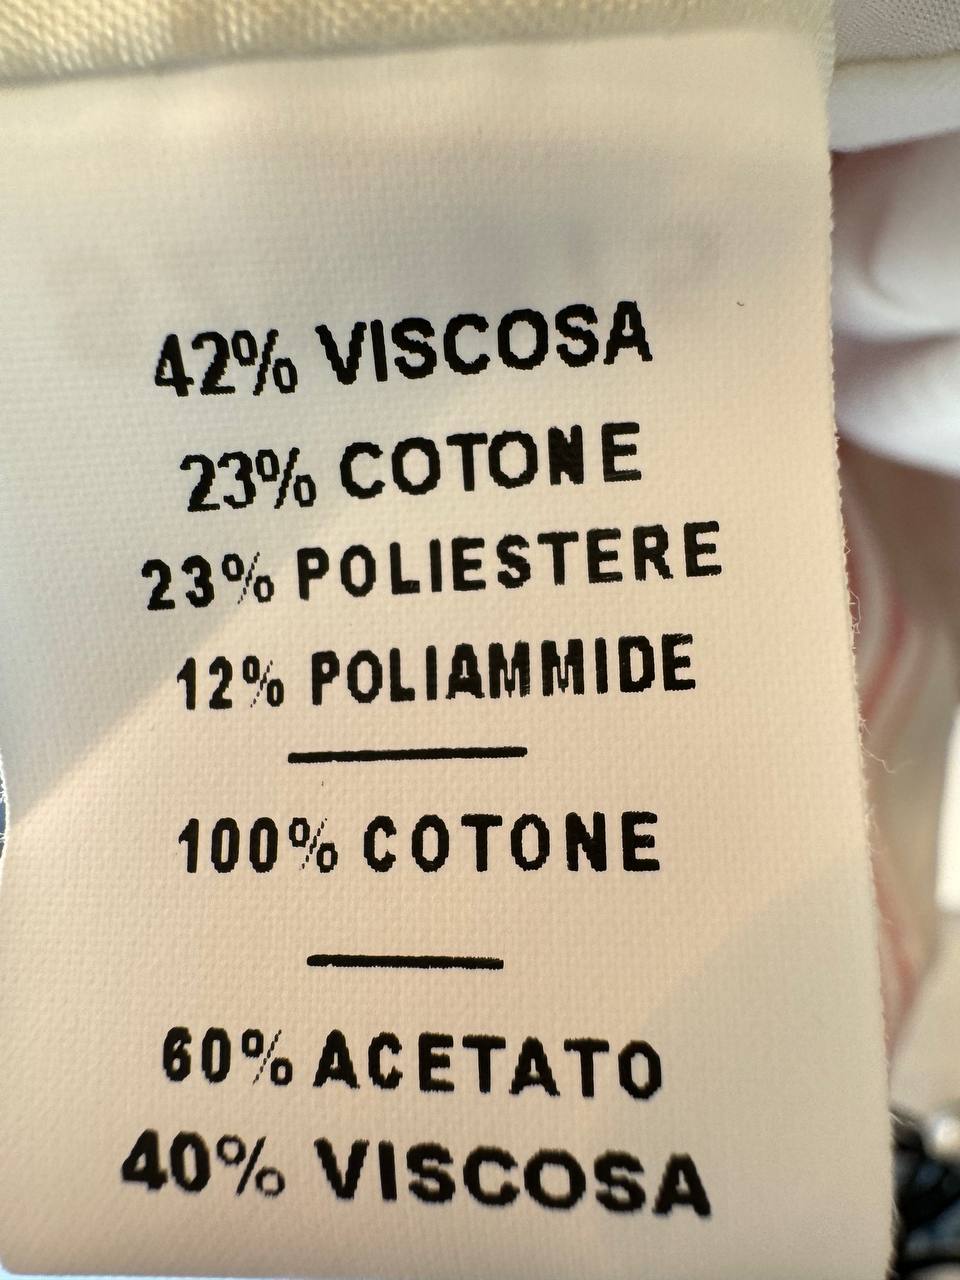 42% VISCOSA
23% COTONE
23% POLIESTERE
12% POLIAMMIDE
100% COTONE
60% ACETATO
40% VISCOSA